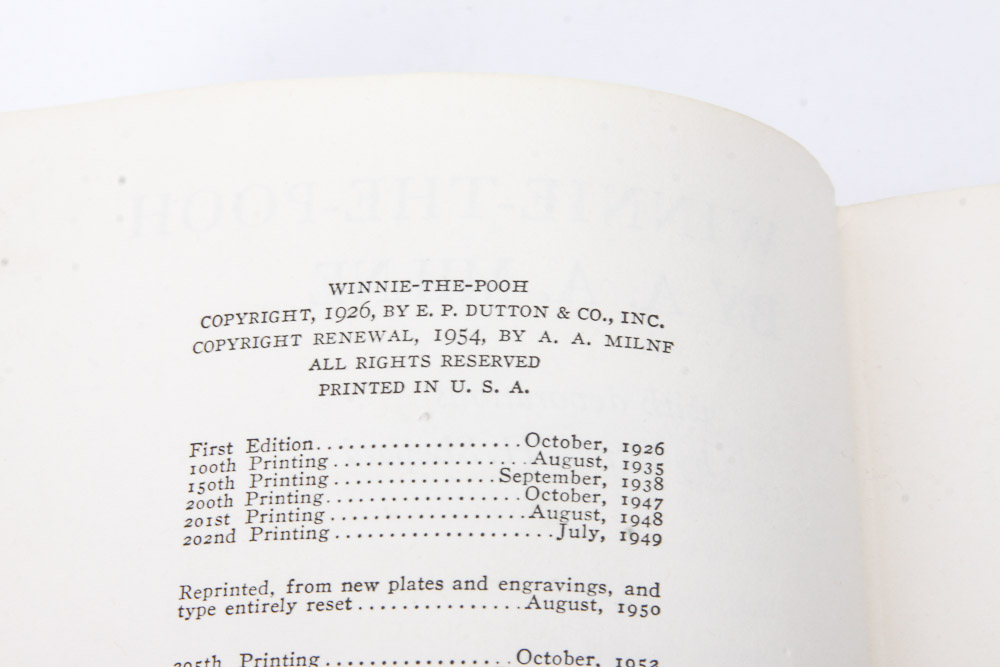 WINNIE-THE-POOH
COPYRIGHT, 1926, BY E. P. DUTTON & CO., INC.
COPYRIGHT RENEWAL, 1954, BY A. A. MILNE
ALL RIGHTS RESERVED
PRINTED IN U. S. A.
First Edition...................October, 1926
100th Printing...................August, 1935
150th Printing...............September, 1938
200th Printing..................October, 1947
201st Printing...................August, 1948
202nd Printing.....................July, 1949
Reprinted, from new plates and engravings, and
type entirely reset................August, 1950
Printing..................October,